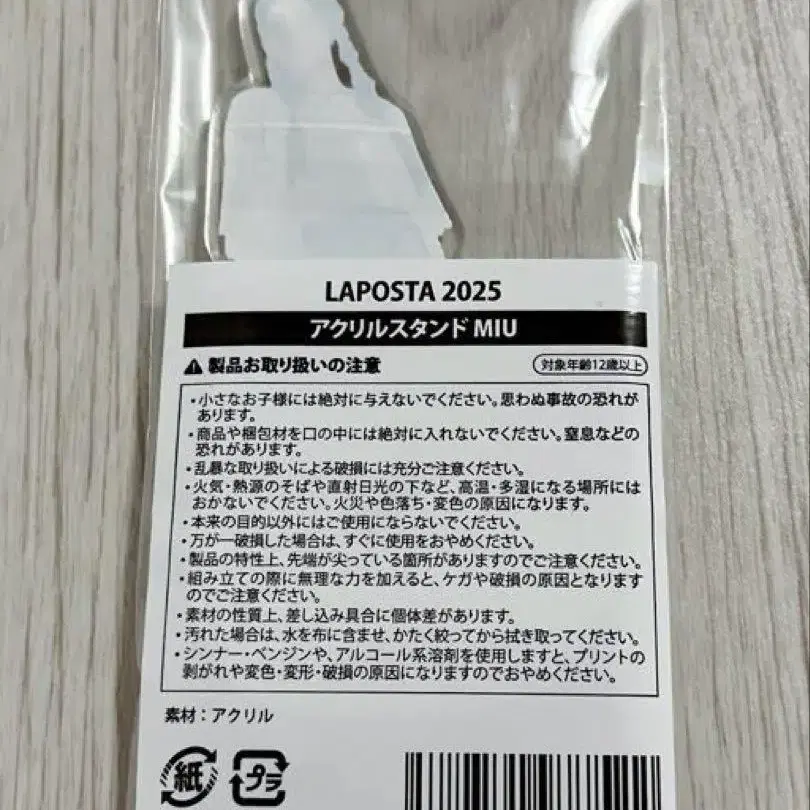 LAPOSTA 2025
アクリルスタンド MIU
製品お取り扱いの注意
対象年齢12歳以上
・小さなお子様には絶対に与えないでください。思わぬ事故の恐れが
あります。
・商品や梱包材を口の中には絶対に入れないでください。窒息などの
恐れがあります。
・乱暴な取り扱いによる破損には充分ご注意ください。
・火気・熱源のそばや直射日光の下など、高温・多湿になる場所には
おかないでください。火災や色落ち・変色の原因になります。
・本来の目的以外にはご使用にならないでください。
・万が一破損した場合は、すぐに使用をおやめください。
・製品の特性上、先端が尖っている箇所がありますのでご注意ください。
・組み立ての際に無理な力を加えると、ケガや破損の原因となります
のでご注意ください。
・素材の性質上、差し込み具合に個体差があります。
・汚れた場合は、水を布に含ませ、かたく絞ってから拭き取ってください。
・シンナー・ベンジンや、アルコール系溶剤を使用しますと、プリントの
剥がれや変色・変形・破損の原因になりますのでおやめください。
素材：アクリル
紙
プラ